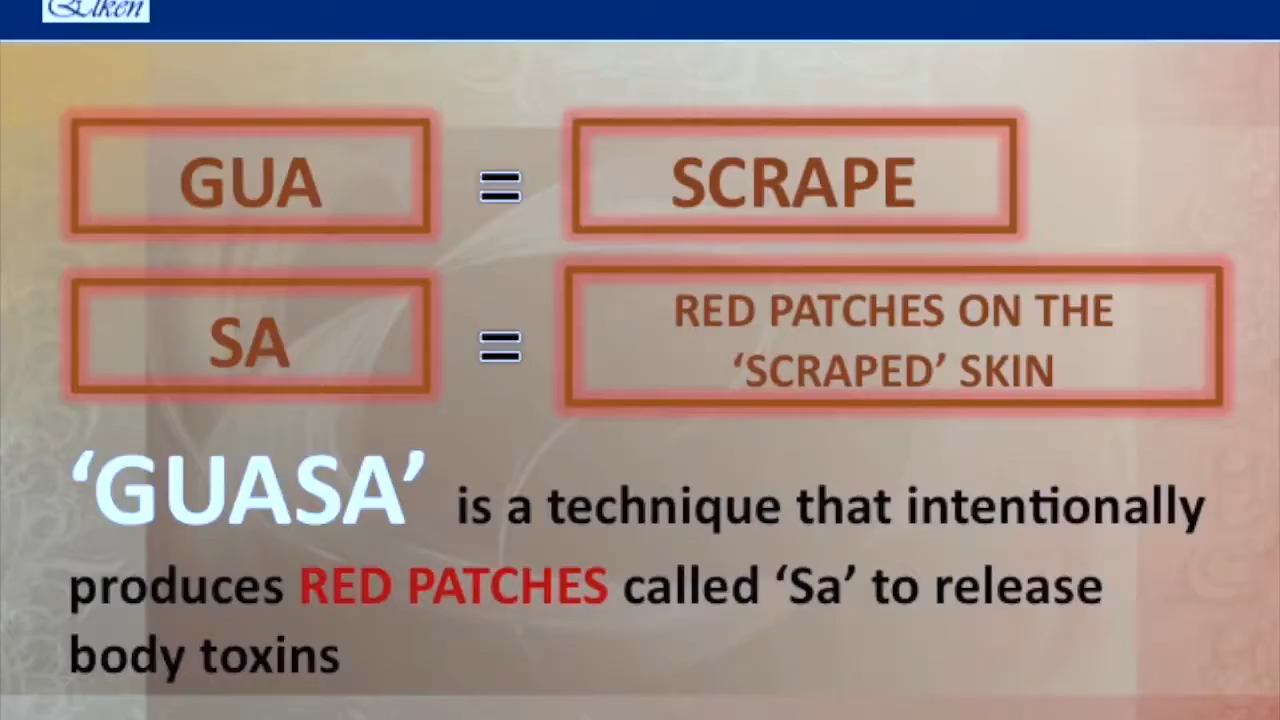 Elken
GUA = SCRAPE
SA = RED PATCHES ON THE
‘SCRAPED’ SKIN
‘GUASA’ is a technique that intentionally
produces RED PATCHES called ‘Sa’ to release
body toxins